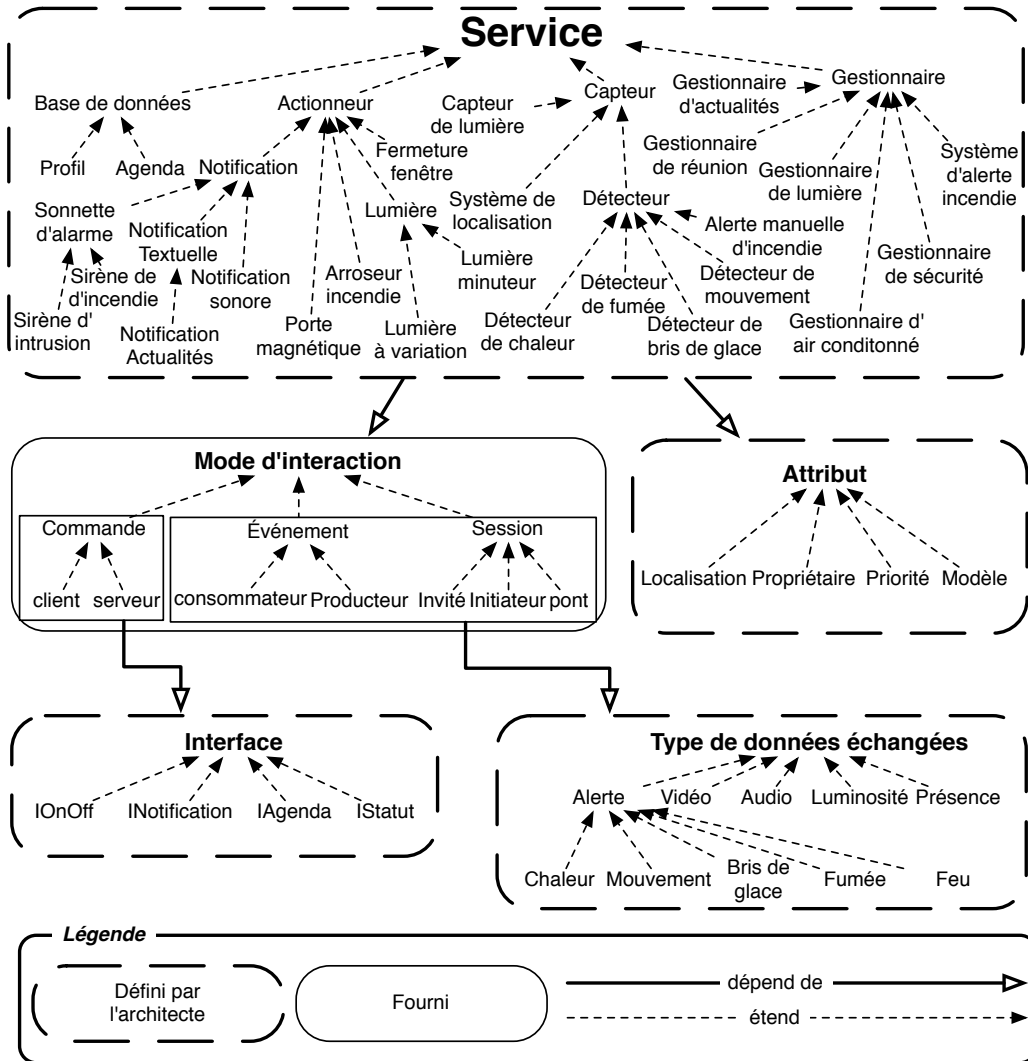 Service
Base de données
Actionneur
Capteur
de lumière
Capteur
Gestionnaire
d'actualités
Gestionnaire
Profil
Agenda
Notification
Fermeture
fenêtre
Gestionnaire
de réunion
Gestionnaire
de lumière
Système
d'alerte
incendie
Sonnette
d'alarme
Notification
Textuelle
Lumière
Système de
localisation
Détecteur
Alerte manuelle
d'incendie
Sirène de
d'incendie
Notification
sonore
Arroseur
incendie
Lumière
minuteur
Détecteur
de fumée
Détecteur de
mouvement
Gestionnaire
de sécurité
Sirène d'
intrusion
Notification
Actualités
Porte
magnétique
Lumière
à variation
Détecteur
de chaleur
Détecteur de
bris de glace
Gestionnaire d'
air conditonné
Mode d'interaction
Commande
Événement
Session
client
serveur
consommateur
Producteur
Invité
Initiateur
pont
Attribut
Localisation
Propriétaire
Priorité
Modèle
Interface
IOnOff
INotification
IAgenda
IStatut
Type de données échangées
Alerte
Vidéo
Audio
Luminosité
Présence
Chaleur
Mouvement
Bris de
glace
Fumée
Feu
Légende
Défini par
l'architecte
Fourni
dépend de
étend